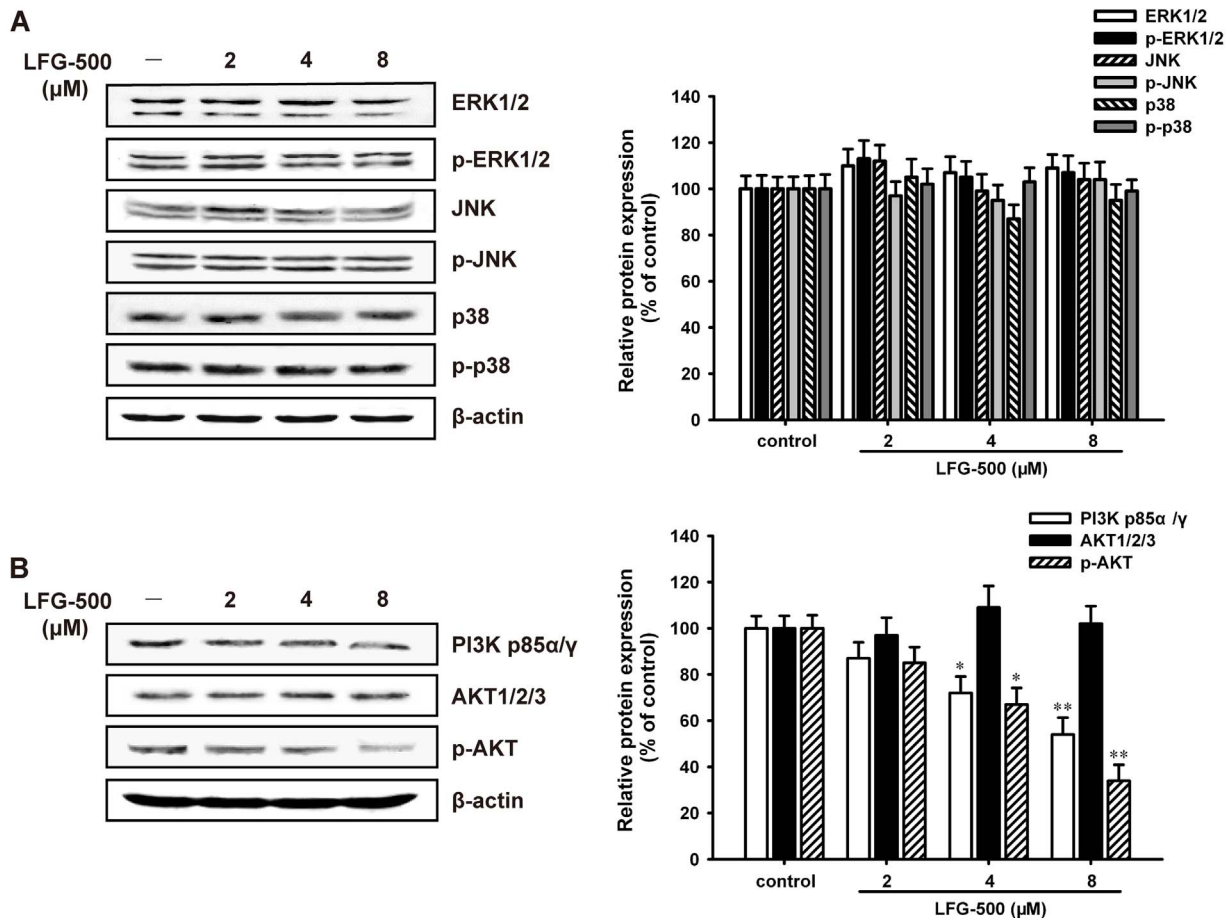 A
LFG-500 (μM)
— 2 4 8
ERK1/2
p-ERK1/2
JNK
p-JNK
p38
p-p38
β-actin
ERK1/2
p-ERK1/2
JNK
p-JNK
p38
p-p38
Relative protein expression
(% of control)
140
120
100
80
60
40
20
0
control 2 4 8
LFG-500 (μM)
B
LFG-500 (μM)
— 2 4 8
PI3K p85α/γ
AKT1/2/3
p-AKT
β-actin
PI3K p85α /γ
AKT1/2/3
p-AKT
Relative protein expression
(% of control)
140
120
100
80
60
40
20
0
* * ** **
control 2 4 8
LFG-500 (μM)